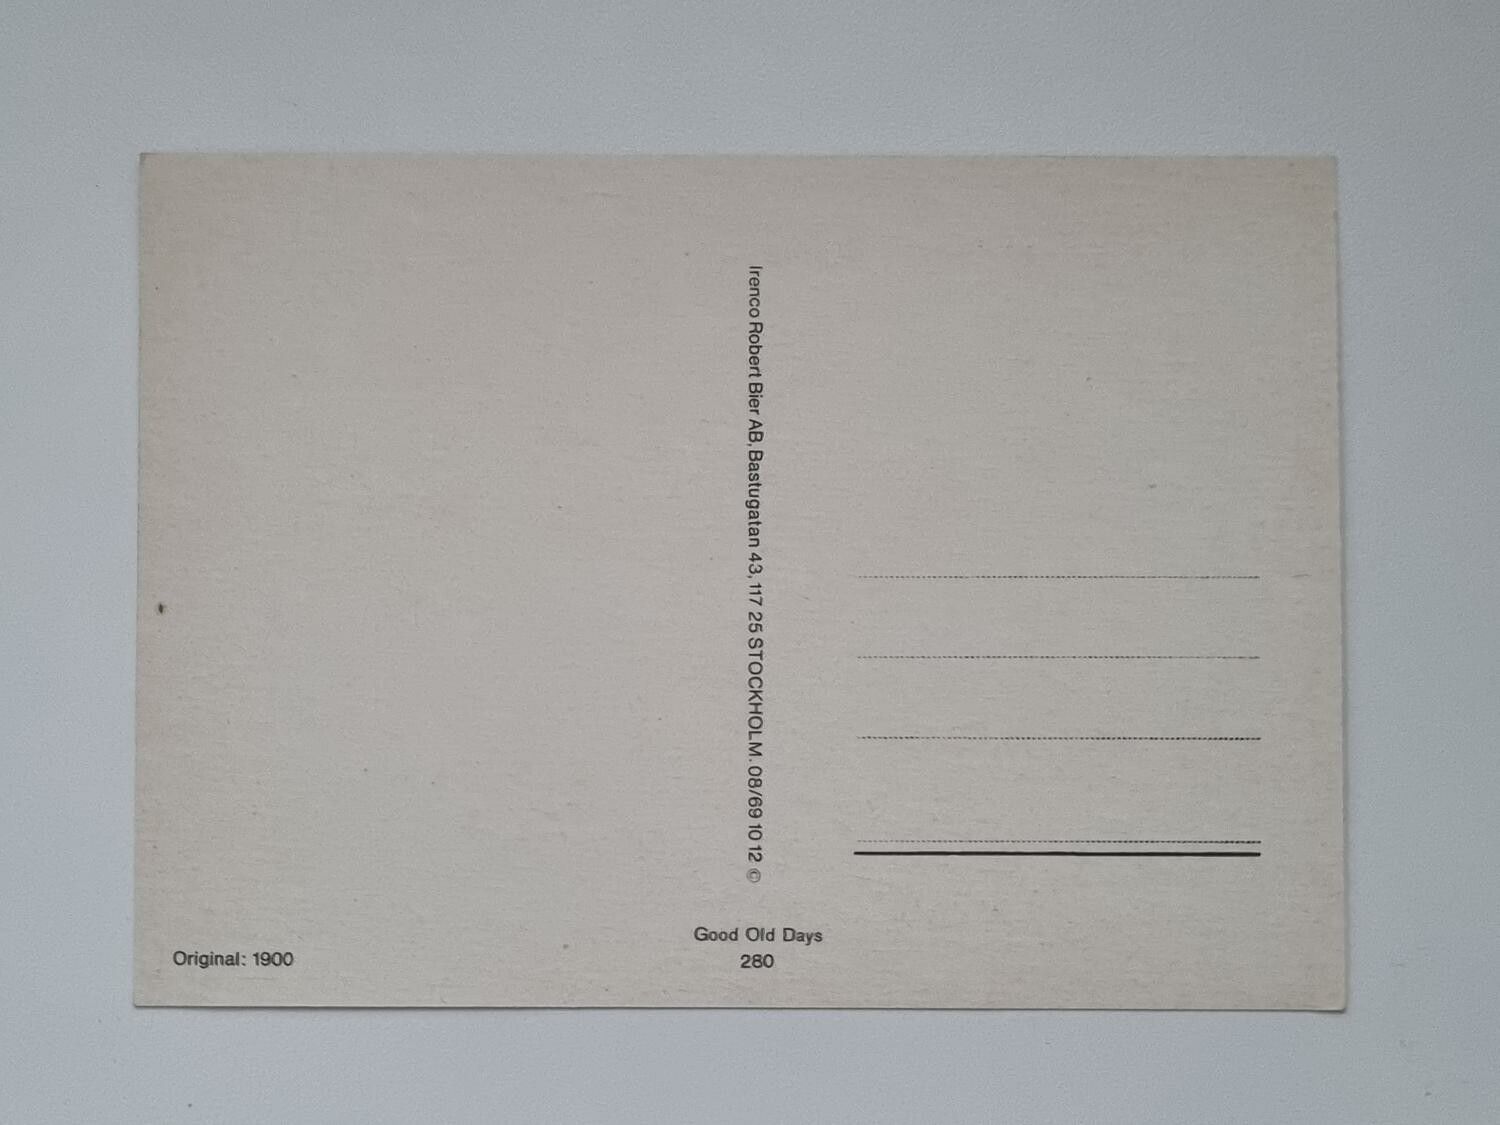 Irenco Robert Bier AB, Bastugatan 43, 117 25 STOCKHOLM. 08/69 10 12 ©
Good Old Days
280
Original: 1900